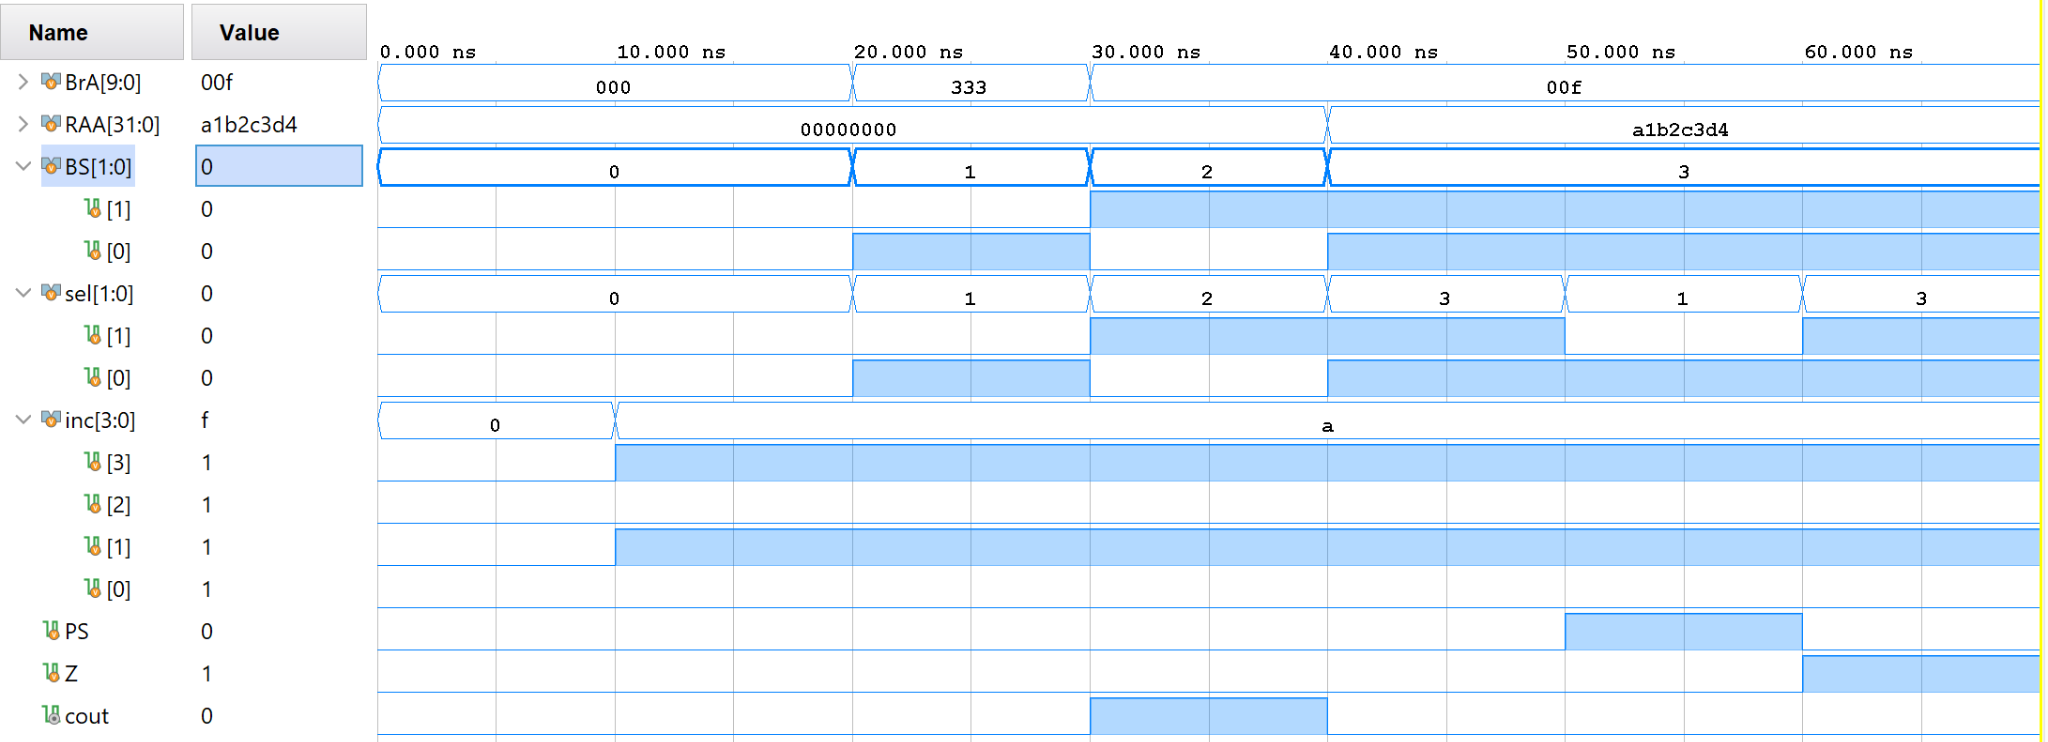 Name Value
0.000 ns 10.000 ns 20.000 ns 30.000 ns 40.000 ns 50.000 ns 60.000 ns
BrA[9:0] 00f 000 333 00f
RAA[31:0] a1b2c3d4 00000000 a1b2c3d4
BS[1:0] 0 0 1 2 3
[1] 0
[0] 0
sel[1:0] 0 0 1 2 3 1 3
[1] 0
[0] 0
inc[3:0] f 0 a
[3] 1
[2] 1
[1] 1
[0] 1
PS 0
Z 1
cout 0